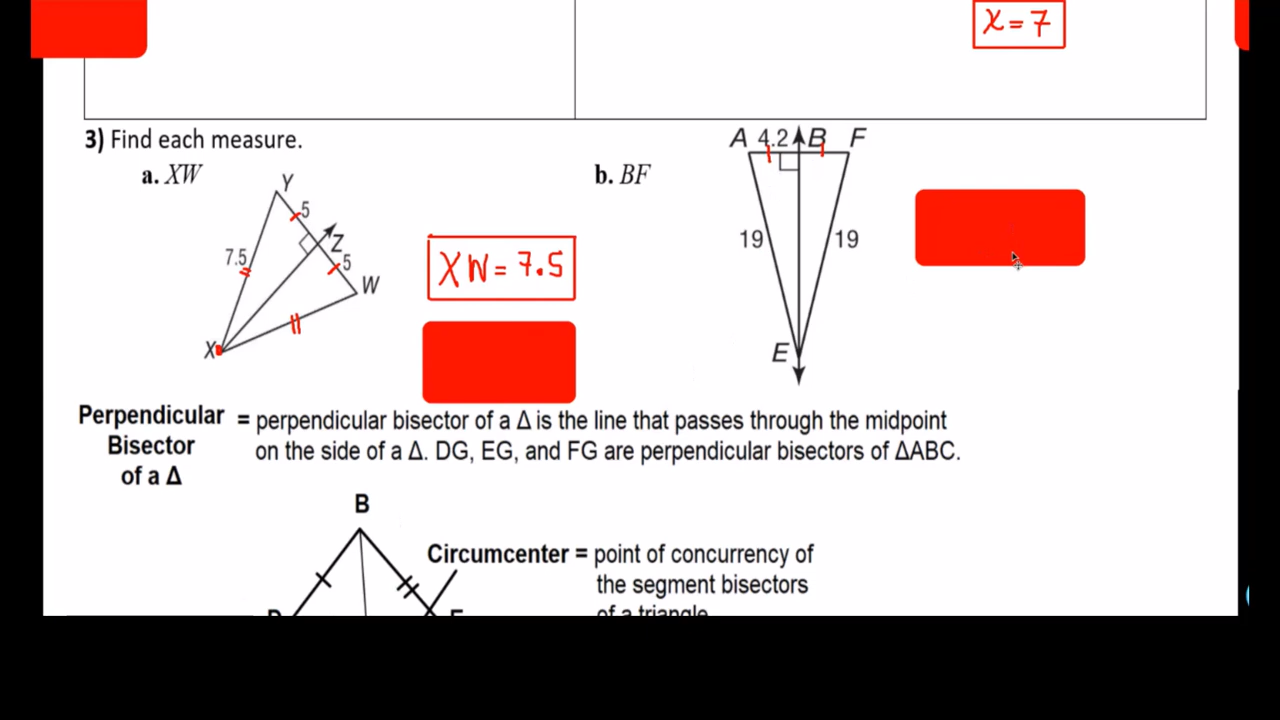 x = 7
3) Find each measure.
a. XW
Y
5
Z
7.5
5
W
X
XW = 7.5
b. BF
A 4.2 B F
19 19
E
Perpendicular Bisector of a Δ
= perpendicular bisector of a Δ is the line that passes through the midpoint
on the side of a Δ. DG, EG, and FG are perpendicular bisectors of ΔABC.
B
Circumcenter = point of concurrency of
the segment bisectors
of a triangle